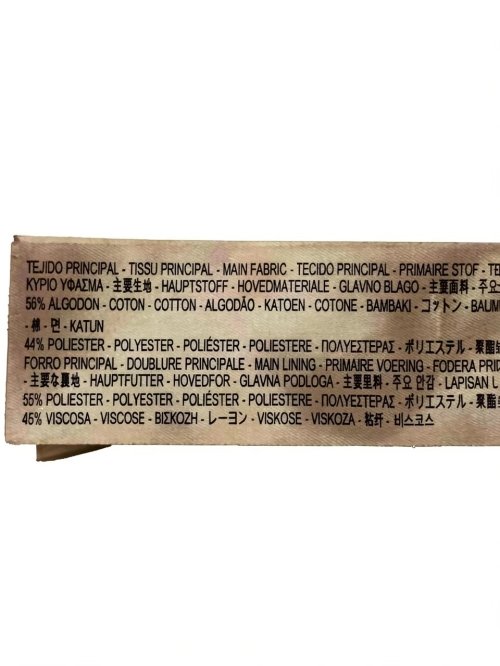 TEJIDO PRINCIPAL - TISSU PRINCIPAL - MAIN FABRIC - TECIDO PRINCIPAL - PRIMAIRE STOF -
ΚΥΡΙΟ ΥΦΑΣΜΑ - 主要生地 - HAUPTSTOFF - HOVEDMATERIALE - GLAVNO BLAGO - 主要面料 - 주요
56% ALGODON - COTON - COTTON - ALGODÃO - KATOEN - COTONE - BAMBAKI - コットン -
- 棉 - 면 - KATUN
44% POLIESTER - POLYESTER - POLIÉSTER - POLIESTERE - ΠΟΛΥΕΣΤΕΡΑΣ - ポリエステル -
FORRO PRINCIPAL - DOUBLURE PRINCIPALE - MAIN LINING - PRIMAIRE VOERING - FODERA
- 主要な裏地 - HAUPTFUTTER - HOVEDFOR - GLAVNA PODLOGA - 主要里料 - 주요 안감 - LAPISAN
55% POLIESTER - POLYESTER - POLIÉSTER - POLIESTERE - ΠΟΛΥΕΣΤΕΡΑΣ - ポリエステル -
45% VISCOSA - VISCOSE - ΒΙΣΚΟΖΗ - レーヨン - VISKOSE - VISKOZA - 粘纤 - 비스코스